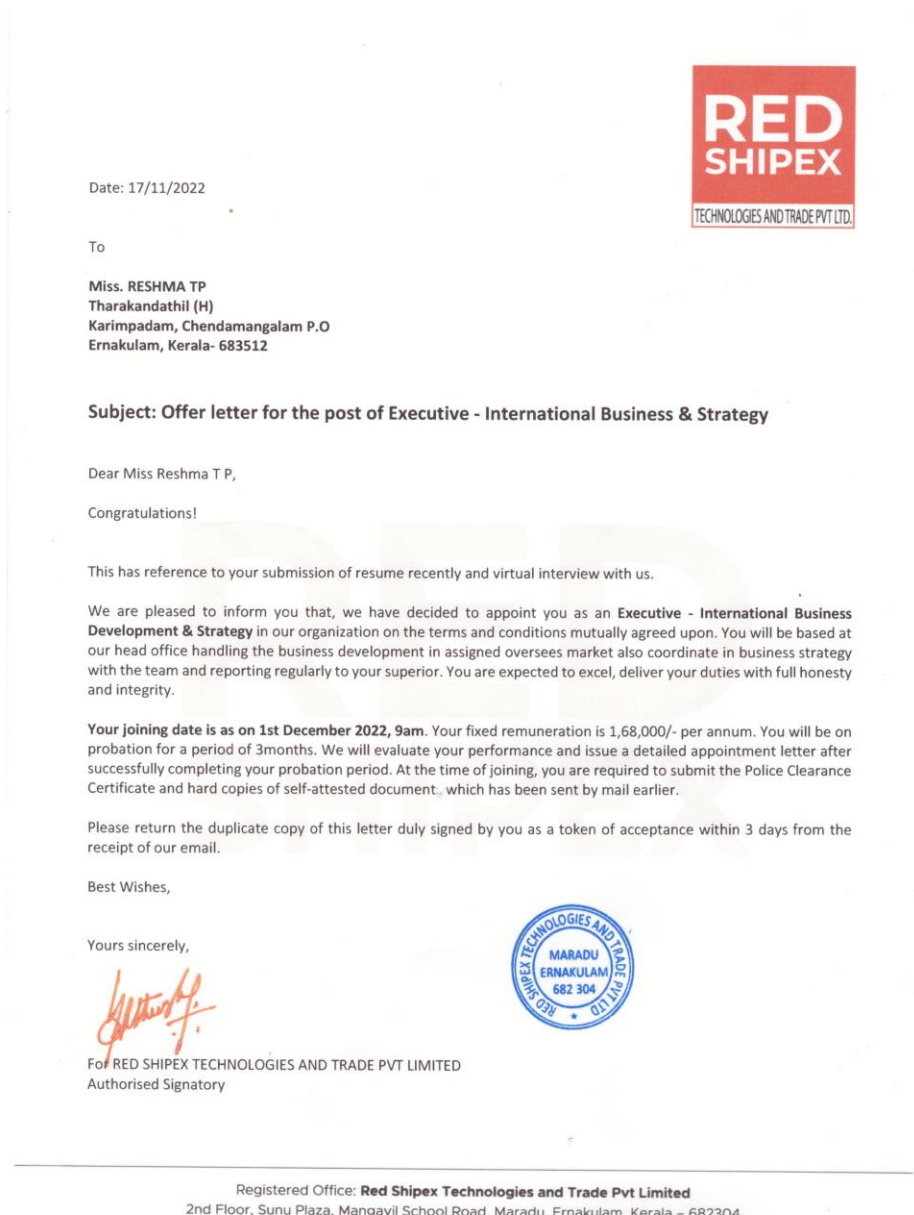 RED
SHIPEX
TECHNOLOGIES AND TRADE PVT LTD.
Date: 17/11/2022
To
Miss. RESHMA TP
Tharakandathil (H)
Karimpadam, Chendamangalam P.O
Ernakulam, Kerala- 683512
Subject: Offer letter for the post of Executive - International Business & Strategy
Dear Miss Reshma T P,
Congratulations!
This has reference to your submission of resume recently and virtual interview with us.
We are pleased to inform you that, we have decided to appoint you as an Executive - International Business
Development & Strategy in our organization on the terms and conditions mutually agreed upon. You will be based at
our head office handling the business development in assigned oversees market also coordinate in business strategy
with the team and reporting regularly to your superior. You are expected to excel, deliver your duties with full honesty
and integrity.
Your joining date is as on 1st December 2022, 9am. Your fixed remuneration is 1,68,000/- per annum. You will be on
probation for a period of 3months. We will evaluate your performance and issue a detailed appointment letter after
successfully completing your probation period. At the time of joining, you are required to submit the Police Clearance
Certificate and hard copies of self-attested document, which has been sent by mail earlier.
Please return the duplicate copy of this letter duly signed by you as a token of acceptance within 3 days from the
receipt of our email.
Best Wishes,
Yours sincerely,
RED SHIPEX TECHNOLOGIES AND TRADE PVT LTD
MARADU
ERNAKULAM
682 304
For RED SHIPEX TECHNOLOGIES AND TRADE PVT LIMITED
Authorised Signatory
Registered Office: Red Shipex Technologies and Trade Pvt Limited
2nd Floor, Sunu Plaza, Mangayil School Road, Maradu, Ernakulam, Kerala – 682304